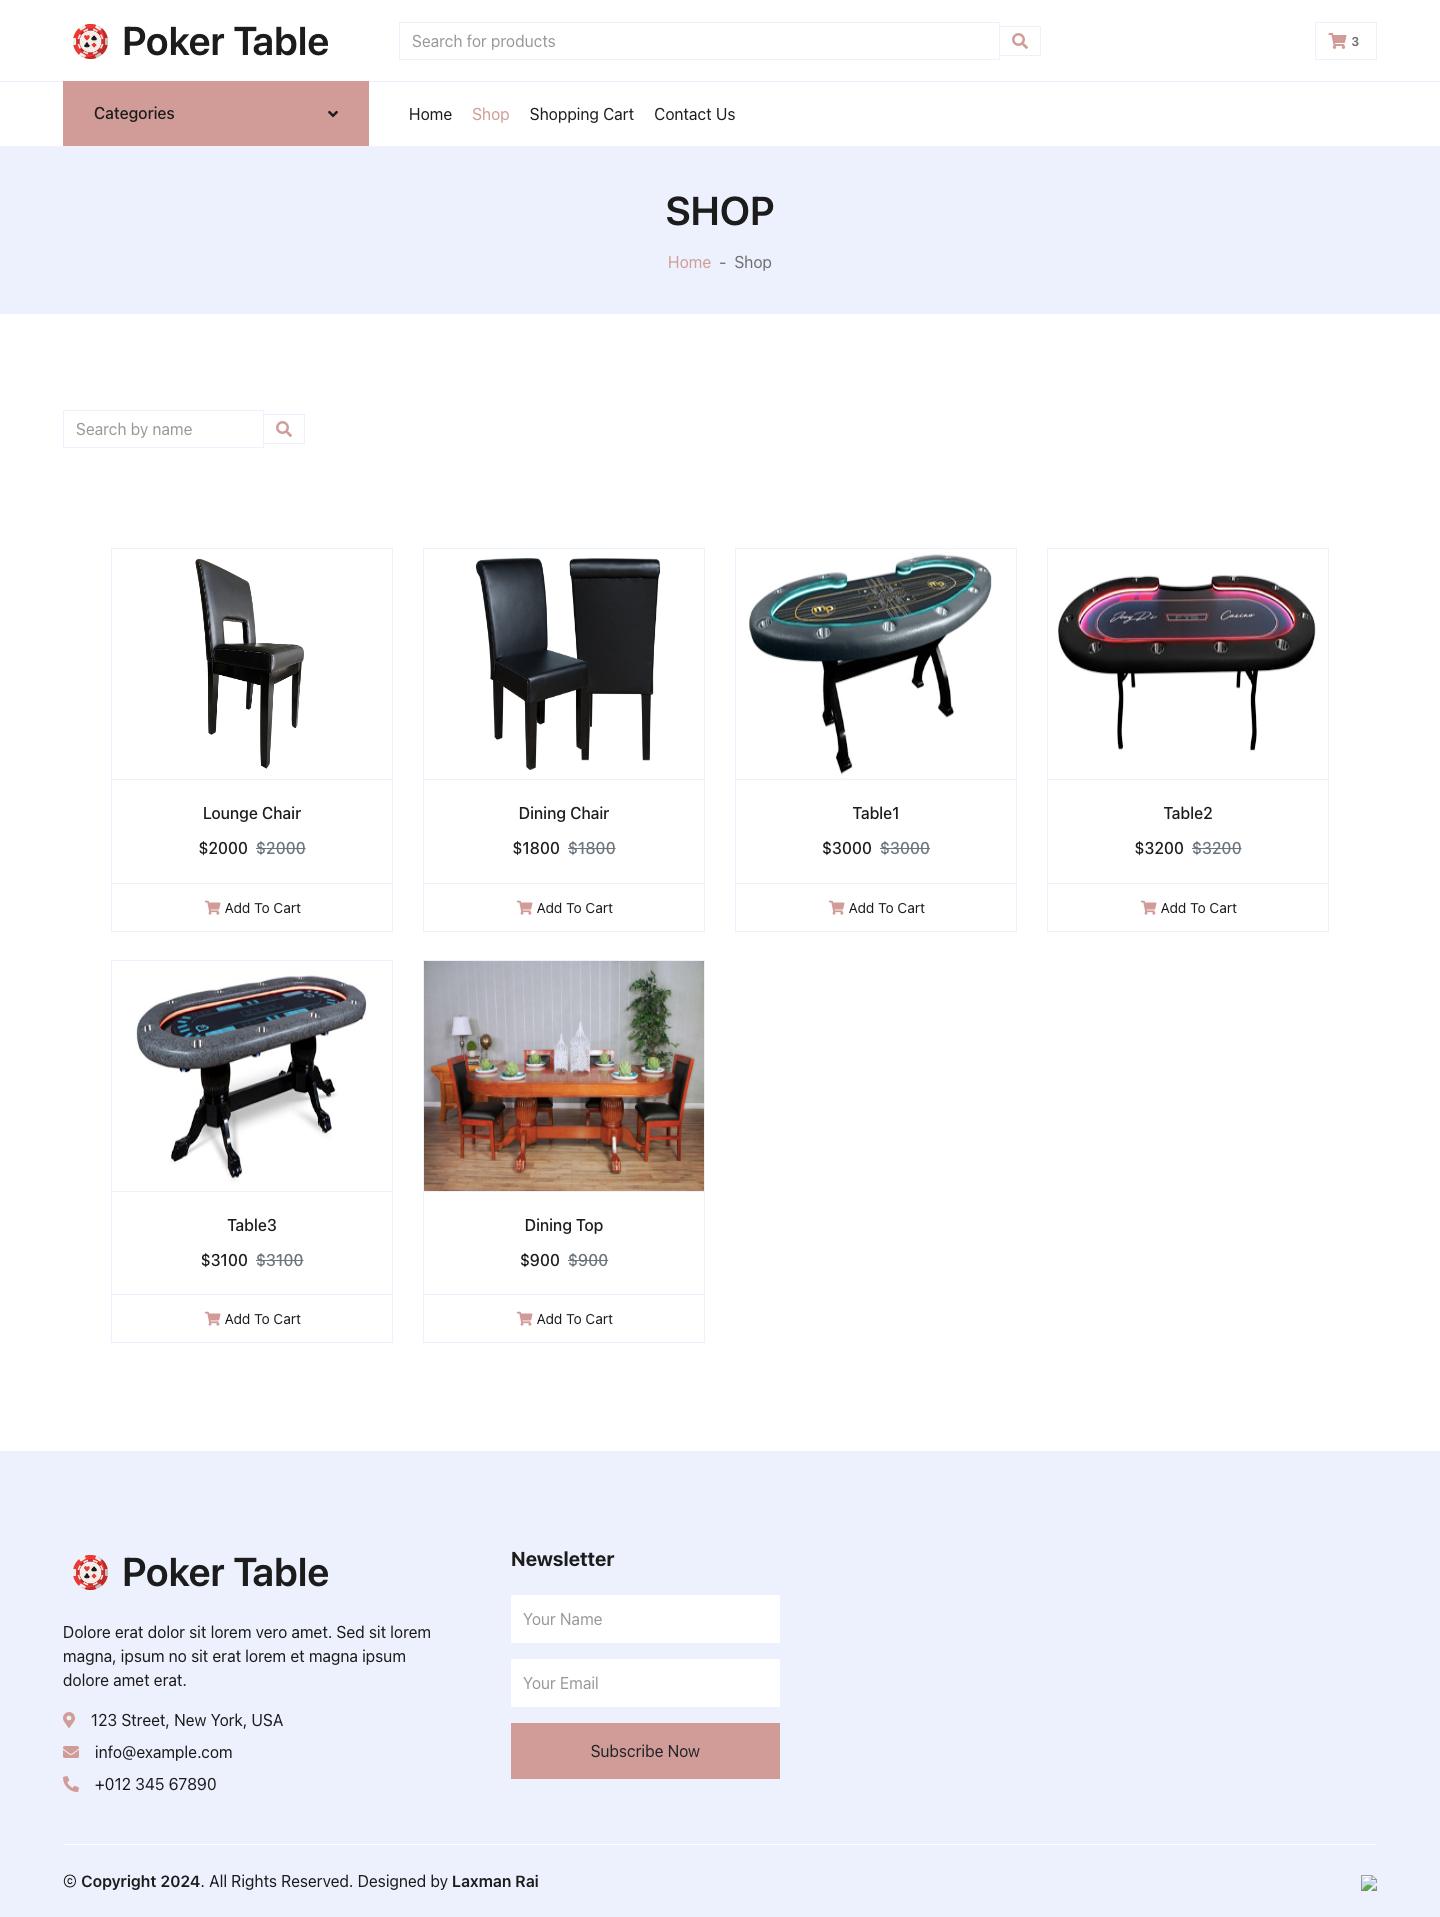 Poker Table
Search for products
3
Categories
Home Shop Shopping Cart Contact Us
SHOP
Home - Shop
Search by name
Lounge Chair
$2000 $2000
Add To Cart
Dining Chair
$1800 $1800
Add To Cart
Table1
$3000 $3000
Add To Cart
Table2
$3200 $3200
Add To Cart
Table3
$3100 $3100
Add To Cart
Dining Top
$900 $900
Add To Cart
Poker Table
Dolore erat dolor sit lorem vero amet. Sed sit lorem
magna, ipsum no sit erat lorem et magna ipsum
dolore amet erat.
123 Street, New York, USA
info@example.com
+012 345 67890
Newsletter
Your Name
Your Email
Subscribe Now
© Copyright 2024. All Rights Reserved. Designed by Laxman Rai